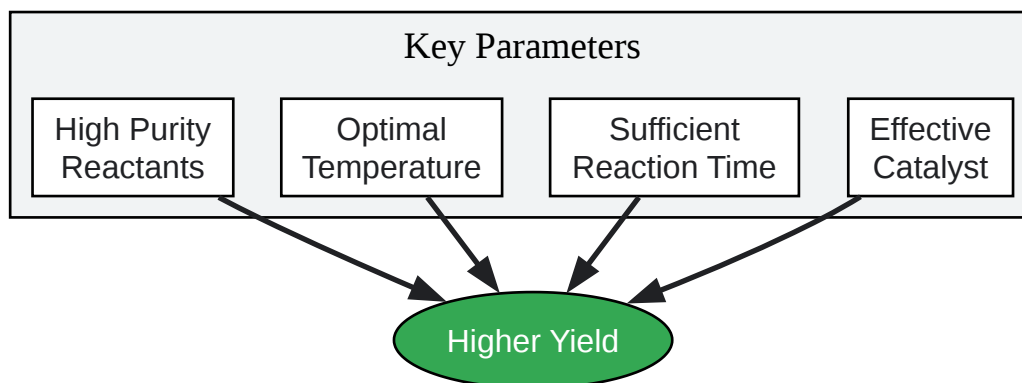 Key Parameters
High Purity
Reactants
Optimal
Temperature
Sufficient
Reaction Time
Effective
Catalyst
Higher Yield